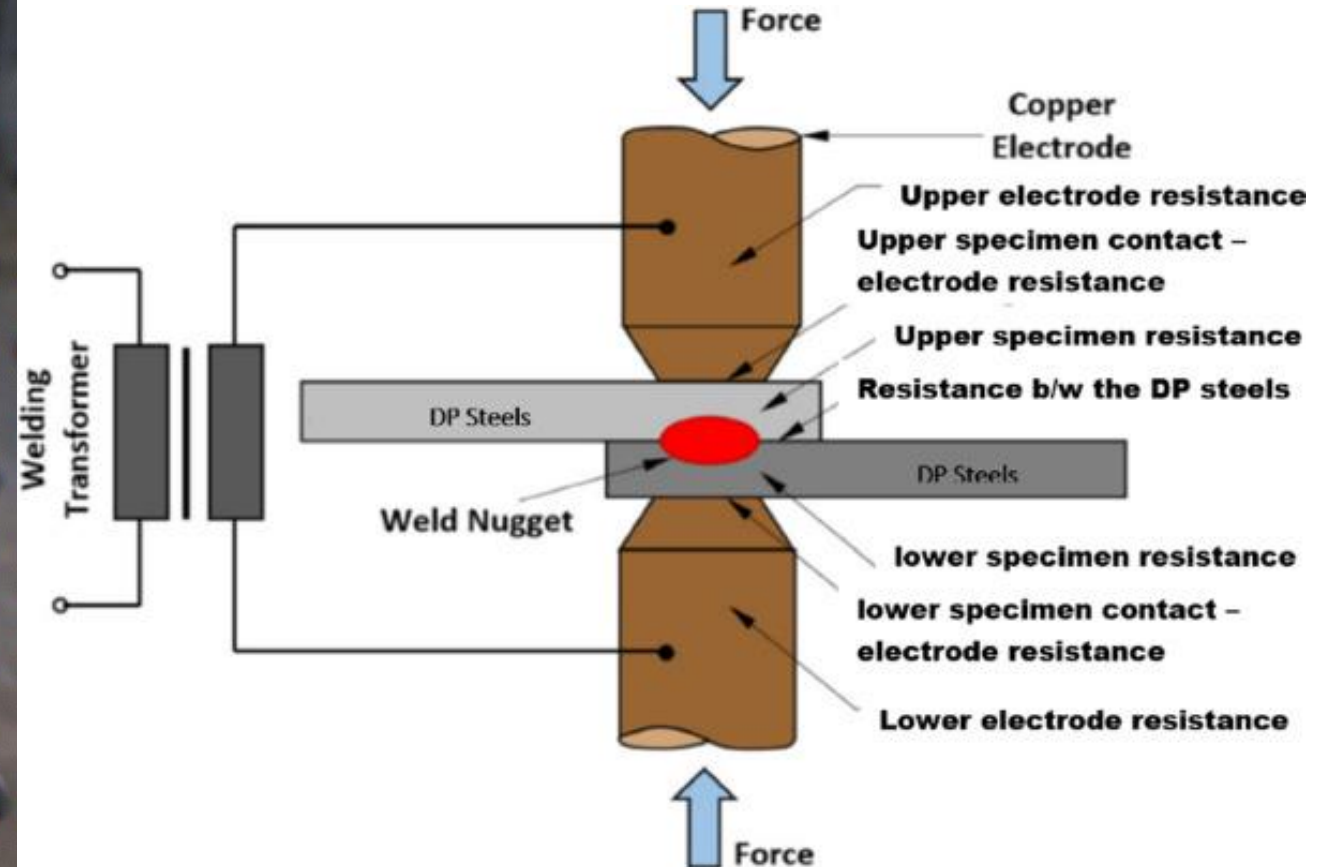 Force
Copper
Electrode
Upper electrode resistance
Upper specimen contact –
electrode resistance
Upper specimen resistance
Resistance b/w the DP steels
DP Steels
DP Steels
Weld Nugget
Welding
Transformer
lower specimen resistance
lower specimen contact –
electrode resistance
Lower electrode resistance
Force